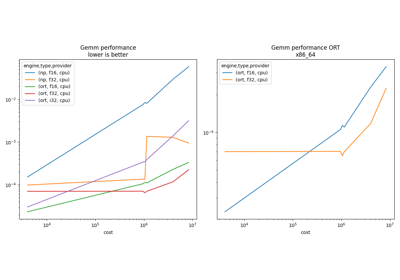 Gemm performance
lower is better
engine,type,provider
(np, f16, cpu)
(np, f32, cpu)
(ort, f16, cpu)
(ort, f32, cpu)
(ort, i32, cpu)
10⁻²
10⁻³
10⁻⁴
10⁴ 10⁵ 10⁶ 10⁷
cost
Gemm performance ORT
x86_64
engine,type,provider
(ort, f16, cpu)
(ort, f32, cpu)
10⁻⁴
10⁴ 10⁵ 10⁶ 10⁷
cost